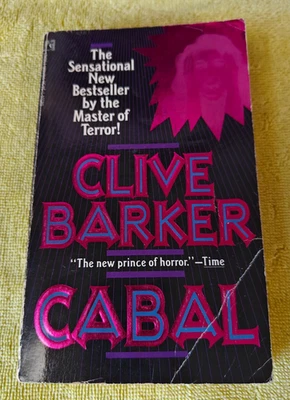 The
Sensational
New
Bestseller
by the
Master of
Terror!
CLIVE
BARKER
"The new prince of horror."—Time
CABAL